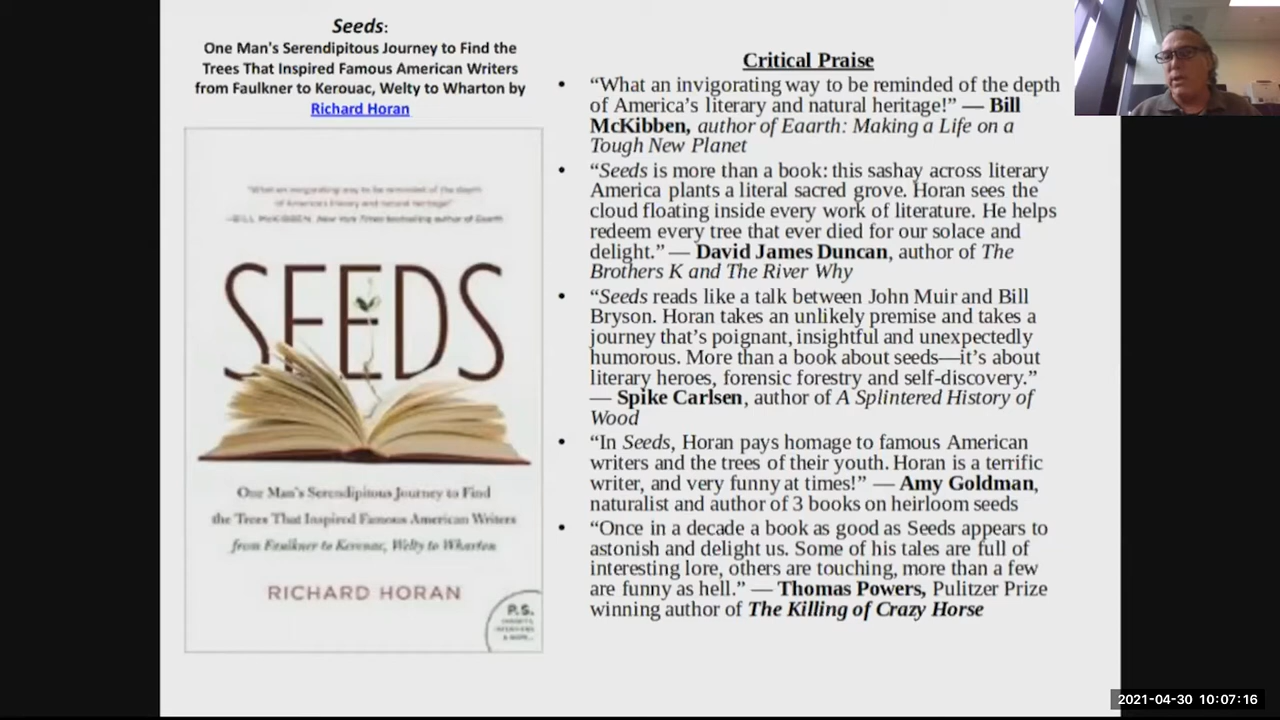 Seeds:
One Man's Serendipitous Journey to Find the
Trees That Inspired Famous American Writers
from Faulkner to Kerouac, Welty to Wharton by
Richard Horan
"What an invigorating way to be reminded of the depth
of America's literary and natural heritage"
—BILL McKIBBEN, New York Times bestselling author of Eaarth
SEEDS
One Man's Serendipitous Journey to Find
the Trees That Inspired Famous American Writers
from Faulkner to Kerouac, Welty to Wharton
RICHARD HORAN
P.S.
Critical Praise
• “What an invigorating way to be reminded of the depth
of America’s literary and natural heritage!” — Bill
McKibben, author of Eaarth: Making a Life on a
Tough New Planet
• “Seeds is more than a book: this sashay across literary
America plants a literal sacred grove. Horan sees the
cloud floating inside every work of literature. He helps
redeem every tree that ever died for our solace and
delight.” — David James Duncan, author of The
Brothers K and The River Why
• “Seeds reads like a talk between John Muir and Bill
Bryson. Horan takes an unlikely premise and takes a
journey that’s poignant, insightful and unexpectedly
humorous. More than a book about seeds—it’s about
literary heroes, forensic forestry and self-discovery.”
— Spike Carlsen, author of A Splintered History of
Wood
• “In Seeds, Horan pays homage to famous American
writers and the trees of their youth. Horan is a terrific
writer, and very funny at times!” — Amy Goldman,
naturalist and author of 3 books on heirloom seeds
• “Once in a decade a book as good as Seeds appears to
astonish and delight us. Some of his tales are full of
interesting lore, others are touching, more than a few
are funny as hell.” — Thomas Powers, Pulitzer Prize
winning author of The Killing of Crazy Horse
2021-04-30 10:07:16